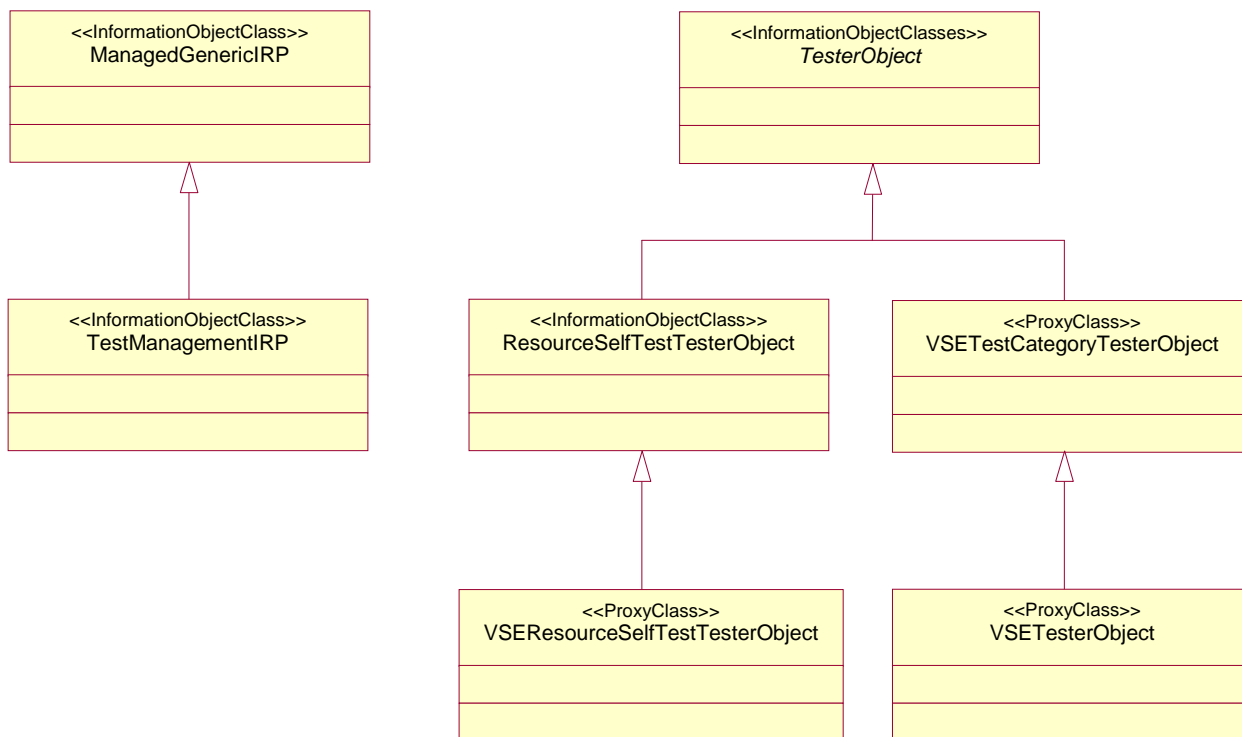 <<InformationObjectClass>>
ManagedGenericIRP
<<InformationObjectClasses>>
TesterObject
<<InformationObjectClass>>
TestManagementIRP
<<InformationObjectClass>>
ResourceSelfTestTesterObject
<<ProxyClass>>
VSETestCategoryTesterObject
<<ProxyClass>>
VSEResourceSelfTestTesterObject
<<ProxyClass>>
VSETesterObject